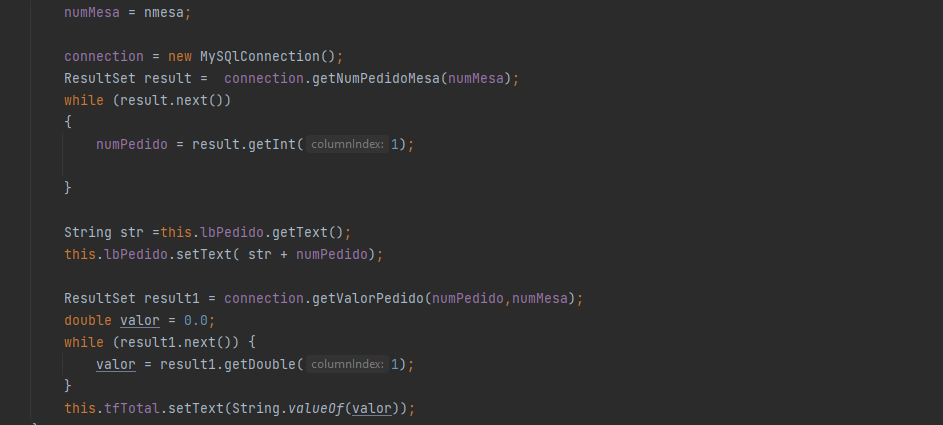 numMesa = nmesa;
connection = new MySQlConnection();
ResultSet result =  connection.getNumPedidoMesa(numMesa);
while (result.next())
{
numPedido = result.getInt( columnIndex: 1);
}
String str =this.lbPedido.getText();
this.lbPedido.setText( str + numPedido);
ResultSet result1 = connection.getValorPedido(numPedido,numMesa);
double valor = 0.0;
while (result1.next()) {
valor = result1.getDouble( columnIndex: 1);
}
this.tfTotal.setText(String.valueOf(valor));